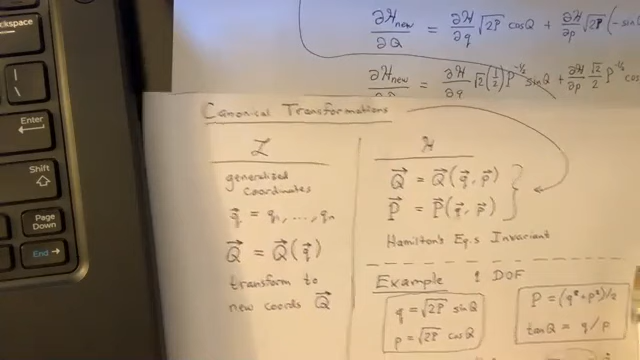 ∂ℋnew/∂Q = ∂ℋ/∂q √2P cosQ + ∂ℋ/∂p √2P (-sin
∂ℋnew = ∂ℋ/∂q √2 (1/2) P^-1/2 sinQ + ∂ℋ/∂p √2/2 P^-1/2 cos
Canonical Transformations
ℒ
generalized
coordinates
q⃗ = q₁, ..., qₙ
Q⃗ = Q⃗(q⃗)
transform to
new coords Q⃗
ℋ
Q⃗ = Q⃗(q⃗, p⃗)
P⃗ = P⃗(q⃗, p⃗)
Hamilton's Eq.s Invariant
Example 1 DOF
q = √2P sinQ
p = √2P cosQ
P = (q²+p²)/2
tanQ = q/p
ckspace
|
\
Enter
Shift
Page
Down
End